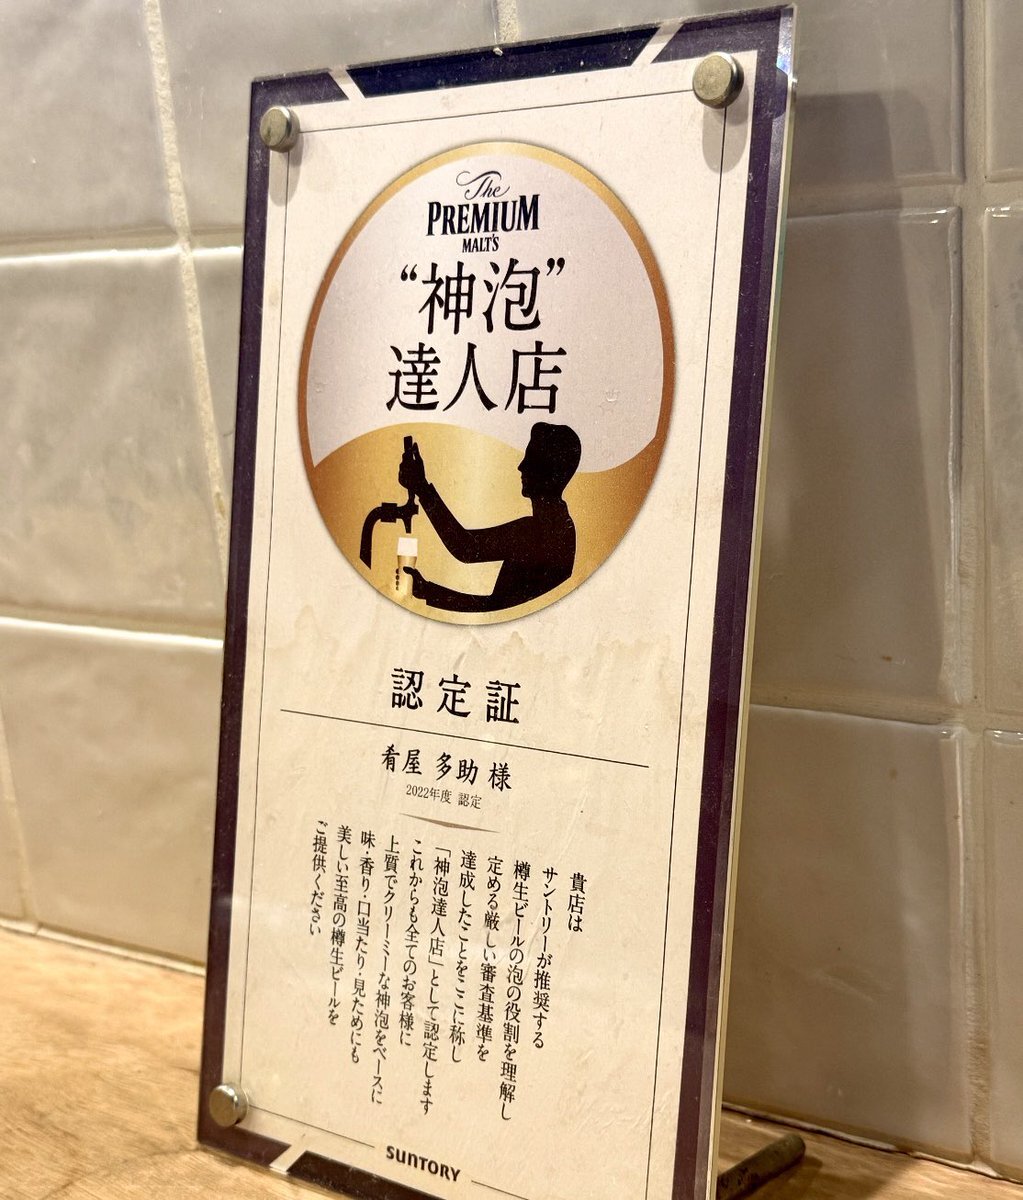 The
PREMIUM
MALT'S
“神泡”
達人店
認定証
肴屋 多助 様
2022年度 認定
貴店は
サントリーが推奨する
樽生ビールの泡の役割を理解し
定める厳しい審査基準を
達成したことをここに称し
「神泡達人店」として認定します
これからも全てのお客様に
上質でクリーミーな神泡をベースに
味・香り・口当たり・見ためにも
美しい至高の樽生ビールを
ご提供ください
SUNTORY